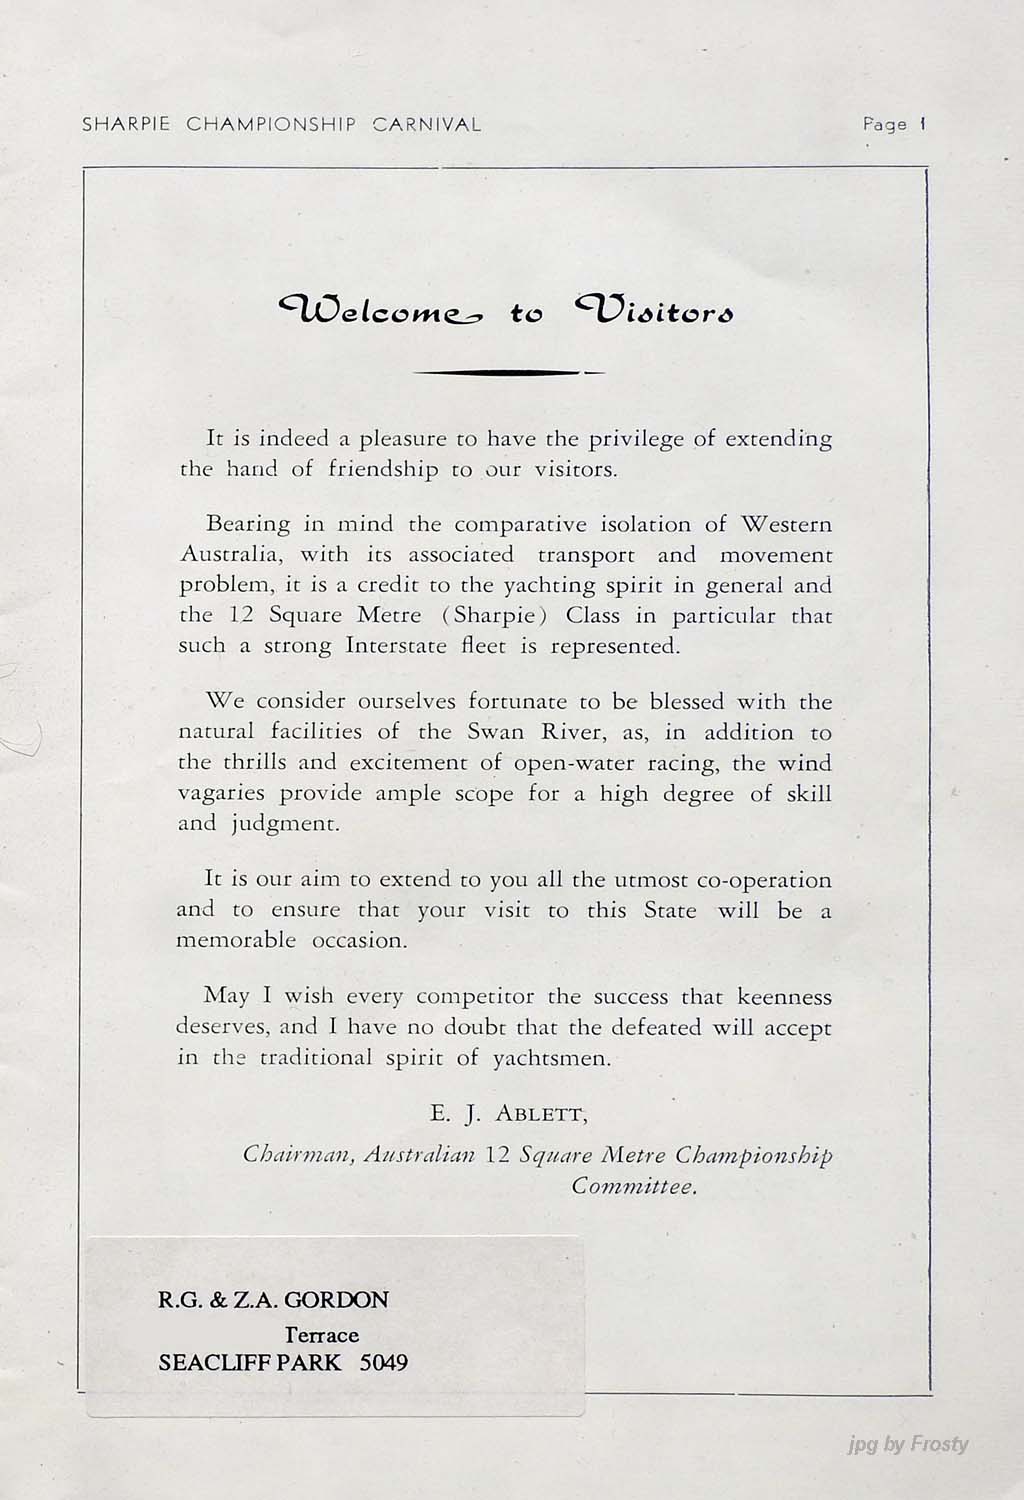 SHARPIE CHAMPIONSHIP CARNIVAL Page 1
Welcome to Visitors
It is indeed a pleasure to have the privilege of extending
the hand of friendship to our visitors.
Bearing in mind the comparative isolation of Western
Australia, with its associated transport and movement
problem, it is a credit to the yachting spirit in general and
the 12 Square Metre (Sharpie) Class in particular that
such a strong Interstate fleet is represented.
We consider ourselves fortunate to be blessed with the
natural facilities of the Swan River, as, in addition to
the thrills and excitement of open-water racing, the wind
vagaries provide ample scope for a high degree of skill
and judgment.
It is our aim to extend to you all the utmost co-operation
and to ensure that your visit to this State will be a
memorable occasion.
May I wish every competitor the success that keenness
deserves, and I have no doubt that the defeated will accept
in the traditional spirit of yachtsmen.
E. J. ABLETT,
Chairman, Australian 12 Square Metre Championship
Committee.
R.G. & Z.A. GORDON
Terrace
SEACLIFF PARK 5049
jpg by Frosty